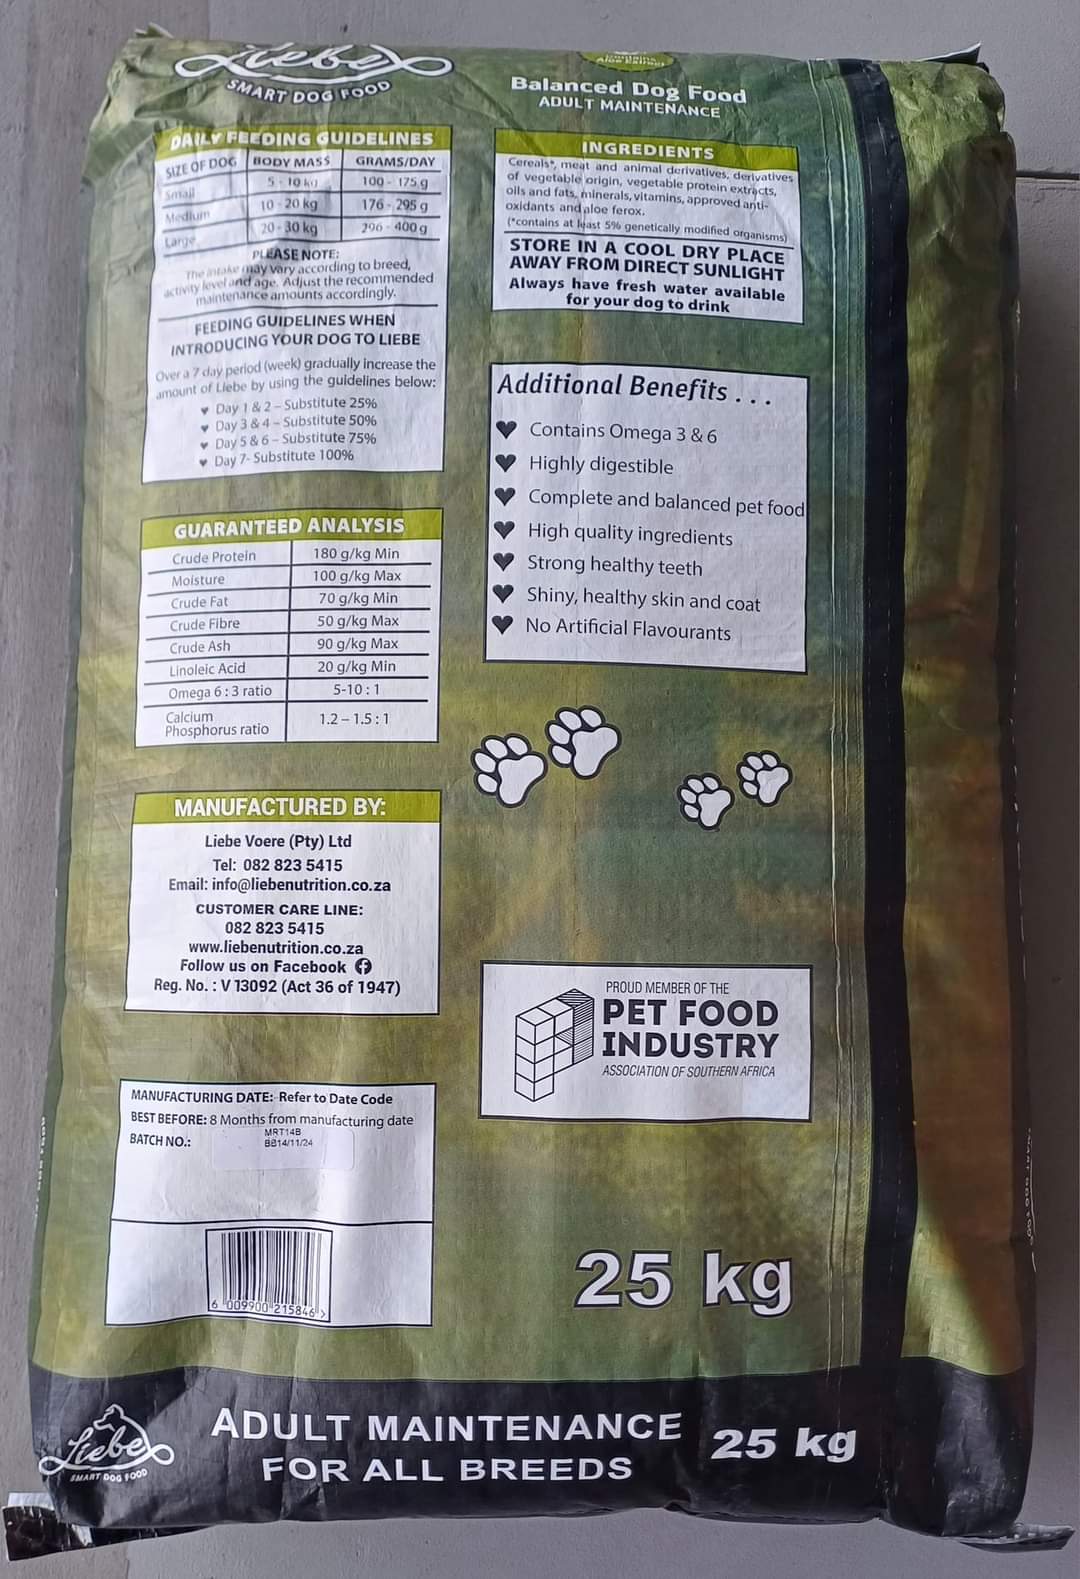 Liebe
SMART DOG FOOD
DAILY FEEDING GUIDELINES
SIZE OF DOG BODY MASS GRAMS/DAY
Small 5 - 10 kg 100 - 175 g
Medium 10 - 20 kg 176 - 295 g
Large 20 - 30 kg 296 - 400 g
PLEASE NOTE:
The intake may vary according to breed,
activity level and age. Adjust the recommended
maintenance amounts accordingly.
FEEDING GUIDELINES WHEN
INTRODUCING YOUR DOG TO LIEBE
Over a 7 day period (week) gradually increase the
amount of Liebe by using the guidelines below:
Day 1 & 2 – Substitute 25%
Day 3 & 4 – Substitute 50%
Day 5 & 6 – Substitute 75%
Day 7- Substitute 100%
GUARANTEED ANALYSIS
Crude Protein 180 g/kg Min
Moisture 100 g/kg Max
Crude Fat 70 g/kg Min
Crude Fibre 50 g/kg Max
Crude Ash 90 g/kg Max
Linoleic Acid 20 g/kg Min
Omega 6 : 3 ratio 5-10 : 1
Calcium
Phosphorus ratio 1.2 – 1.5 : 1
MANUFACTURED BY:
Liebe Voere (Pty) Ltd
Tel: 082 823 5415
Email: info@liebenutrition.co.za
CUSTOMER CARE LINE:
082 823 5415
www.liebenutrition.co.za
Follow us on Facebook
Reg. No. : V 13092 (Act 36 of 1947)
MANUFACTURING DATE: Refer to Date Code
BEST BEFORE: 8 Months from manufacturing date
BATCH NO.: MRT14B
BB14/11/24
6 009900 215846 >
Contains
Aloe Extract
Balanced Dog Food
ADULT MAINTENANCE
INGREDIENTS
Cereals*, meat and animal derivatives, derivatives
of vegetable origin, vegetable protein extracts,
oils and fats, minerals, vitamins, approved anti-
oxidants and aloe ferox.
(*contains at least 5% genetically modified organisms)
STORE IN A COOL DRY PLACE
AWAY FROM DIRECT SUNLIGHT
Always have fresh water available
for your dog to drink
Additional Benefits . . .
Contains Omega 3 & 6
Highly digestible
Complete and balanced pet food
High quality ingredients
Strong healthy teeth
Shiny, healthy skin and coat
No Artificial Flavourants
PROUD MEMBER OF THE
PET FOOD
INDUSTRY
ASSOCIATION OF SOUTHERN AFRICA
25 kg
Liebe
SMART DOG FOOD
ADULT MAINTENANCE
FOR ALL BREEDS
25 kg